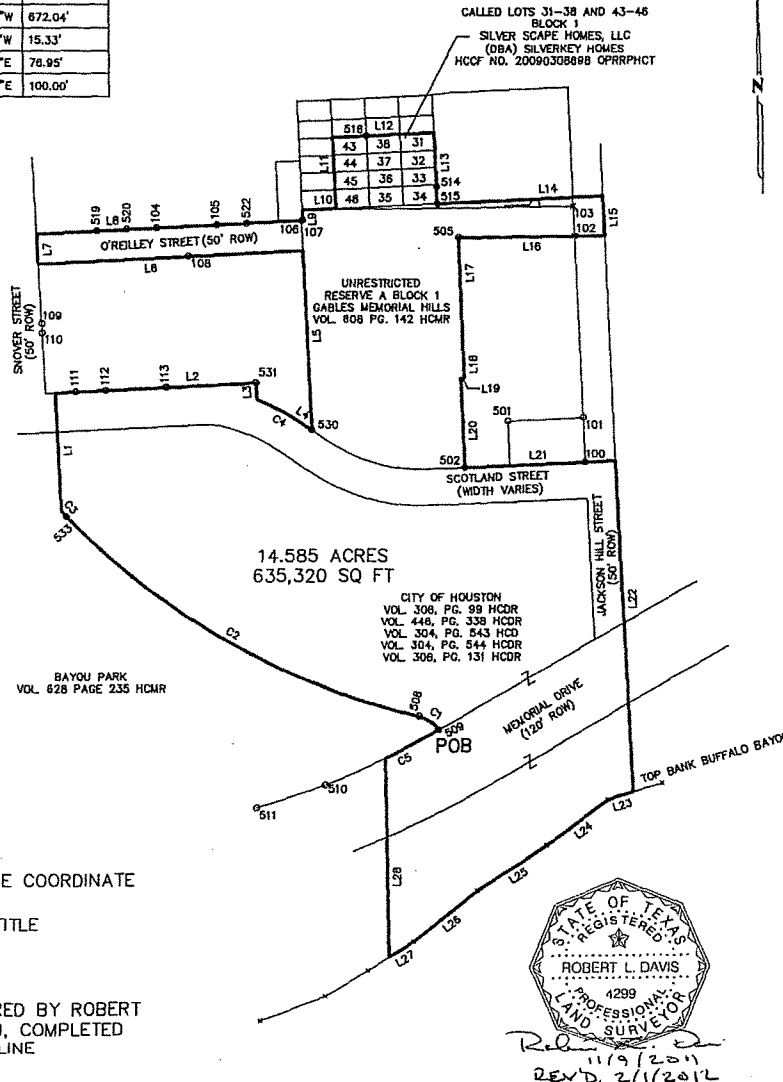 "W 672.04'
"W 15.33'
"E 76.95'
"E 100.00'
CALLED LOTS 31-38 AND 43-46
BLOCK 1
SILVER SCAPE HOMES, LLC
(DBA) SILVERKEY HOMES
HCCF NO. 20090308898 OPRRPHCT
N
518 L12
43 38 31
L11
44 37 32
L13
45 36 33
514
L10
46 35 34
515
L14
519
L8
520
104
105
522
L9
106
107
103
L15
L7
O'REILLEY STREET (50' ROW)
505
L16
102
L6
108
L17
UNRESTRICTED
RESERVE A BLOCK 1
GABLES MEMORIAL HILLS
VOL. 608 PG. 142 HCMR
SNOVER STREET
(50' ROW)
109
110
L5
L18
L19
111
112
113
L2
531
L3
C4
L4
530
L20
501
101
502
L21
100
L1
SCOTLAND STREET
(WIDTH VARIES)
C3
533
JACKSON HILL STREET
(50' ROW)
14.585 ACRES
635,320 SQ FT
L22
CITY OF HOUSTON
VOL. 308, PG. 99 HCDR
VOL. 446, PG. 338 HCDR
VOL. 304, PG. 543 HCD
VOL. 304, PG. 544 HCDR
VOL. 306, PG. 131 HCDR
C2
BAYOU PARK
VOL. 628 PAGE 235 HCMR
508
C1
509
POB
Z
MEMORIAL DRIVE
(120' ROW)
Z
C5
510
511
TOP BANK BUFFALO BAYOU
L23
L24
L25
L28
L26
L27
E COORDINATE
TITLE
RED BY ROBERT
, COMPLETED
LINE
STATE OF TEXAS
REGISTERED
ROBERT L. DAVIS
4299
PROFESSIONAL
LAND SURVEYOR
11/9/2011
REV'D. 2/1/2012